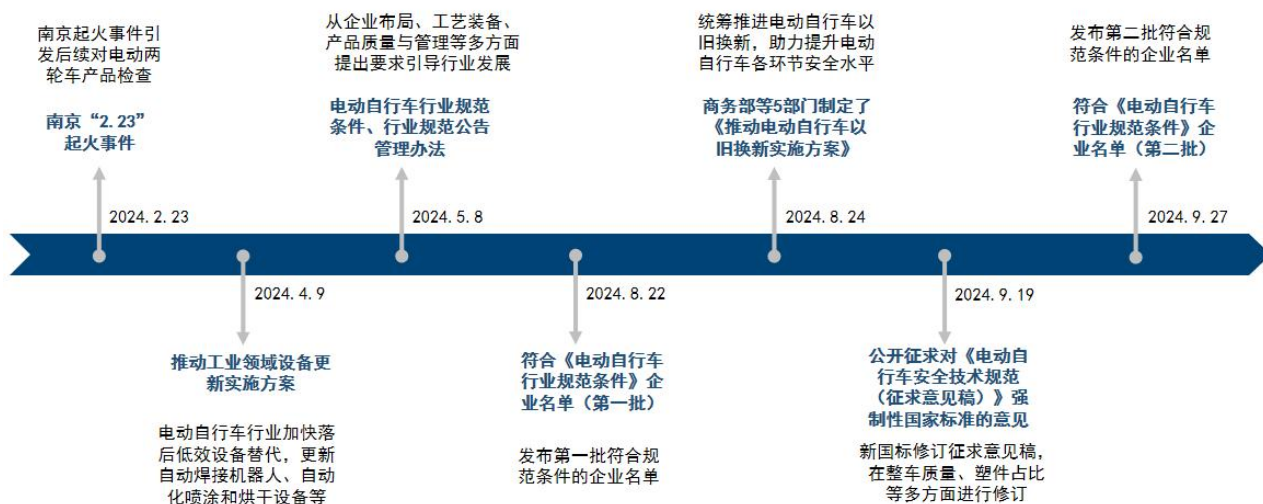 南京起火事件引
发后续对电动两
轮车产品检查
南京“2.23”
起火事件
2024.2.23
从企业布局、工艺装备、
产品质量与管理等多方面
提出要求引导行业发展
电动自行车行业规范
条件、行业规范公告
管理办法
2024.5.8
统筹推进电动自行车以
旧换新，助力提升电动
自行车各环节安全水平
商务部等5部门制定了
《推动电动自行车以
旧换新实施方案》
2024.8.24
发布第二批符合规
范条件的企业名单
符合《电动自行车
行业规范条件》企
业名单（第二批）
2024.9.27
2024.4.9
推动工业领域设备更
新实施方案
电动自行车行业加快落
后低效设备替代，更新
自动焊接机器人、自动
化喷涂和烘干设备等
2024.8.22
符合《电动自行车
行业规范条件》企
业名单（第一批）
发布第一批符合规
范条件的企业名单
2024.9.19
公开征求对《电动自
行车安全技术规范
（征求意见稿）》强
制性国家标准的意见
新国标修订征求意见稿，
在整车质量、塑件占比
等多方面进行修订